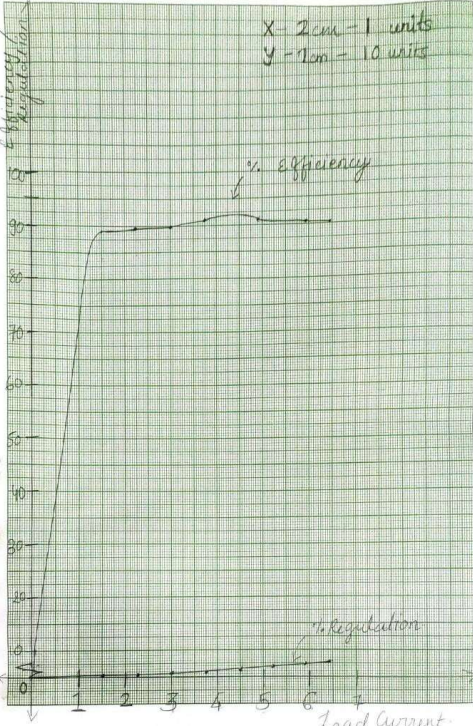 X - 2cm - 1 units
Y - 1cm - 10 units
Efficiency/
Regulation
% Efficiency
100
90
80
70
60
50
40
30
20
0
% Regulation
0
1 2 3 4 5 6 7
Load Current